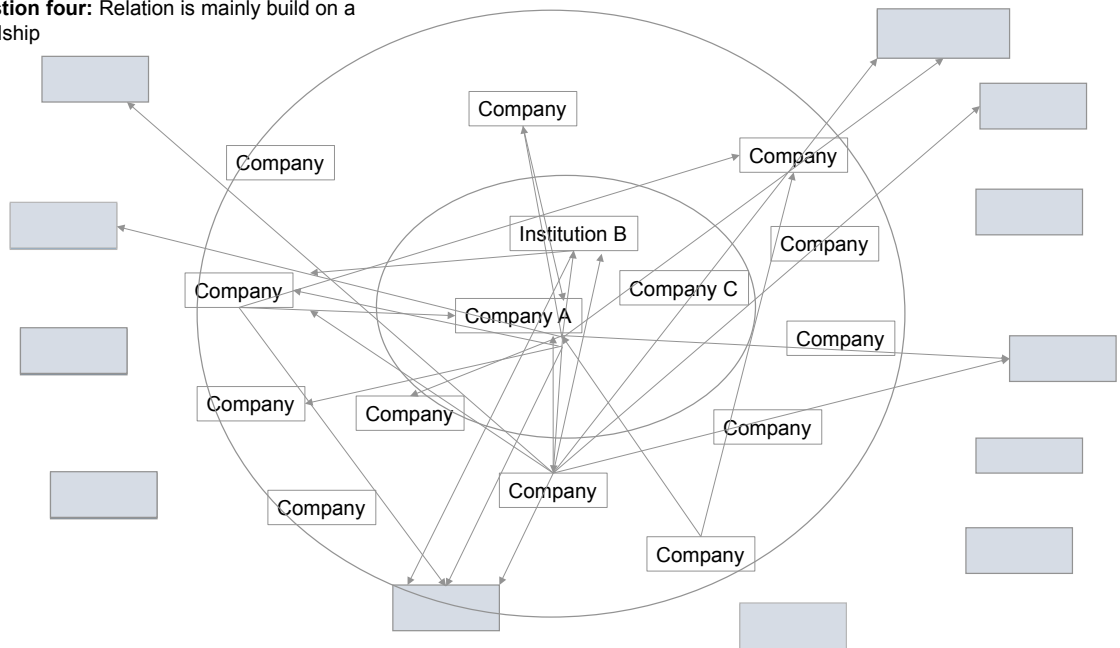 stion four: Relation is mainly build on a
dship
Company
Company
Company
Institution B
Company
Company C
Company
Company A
Company
Company
Company
Company
Company
Company
Company